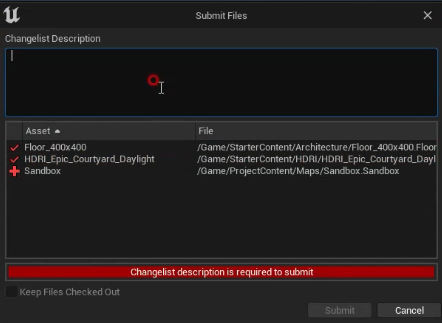 Submit Files
Changelist Description
Asset File
Floor_400x400 /Game/StarterContent/Architecture/Floor_400x400.Floor
HDRI_Epic_Courtyard_Daylight /Game/StarterContent/HDRI/HDRI_Epic_Courtyard_Dayl
Sandbox /Game/ProjectContent/Maps/Sandbox.Sandbox
Changelist description is required to submit
Keep Files Checked Out
Submit Cancel